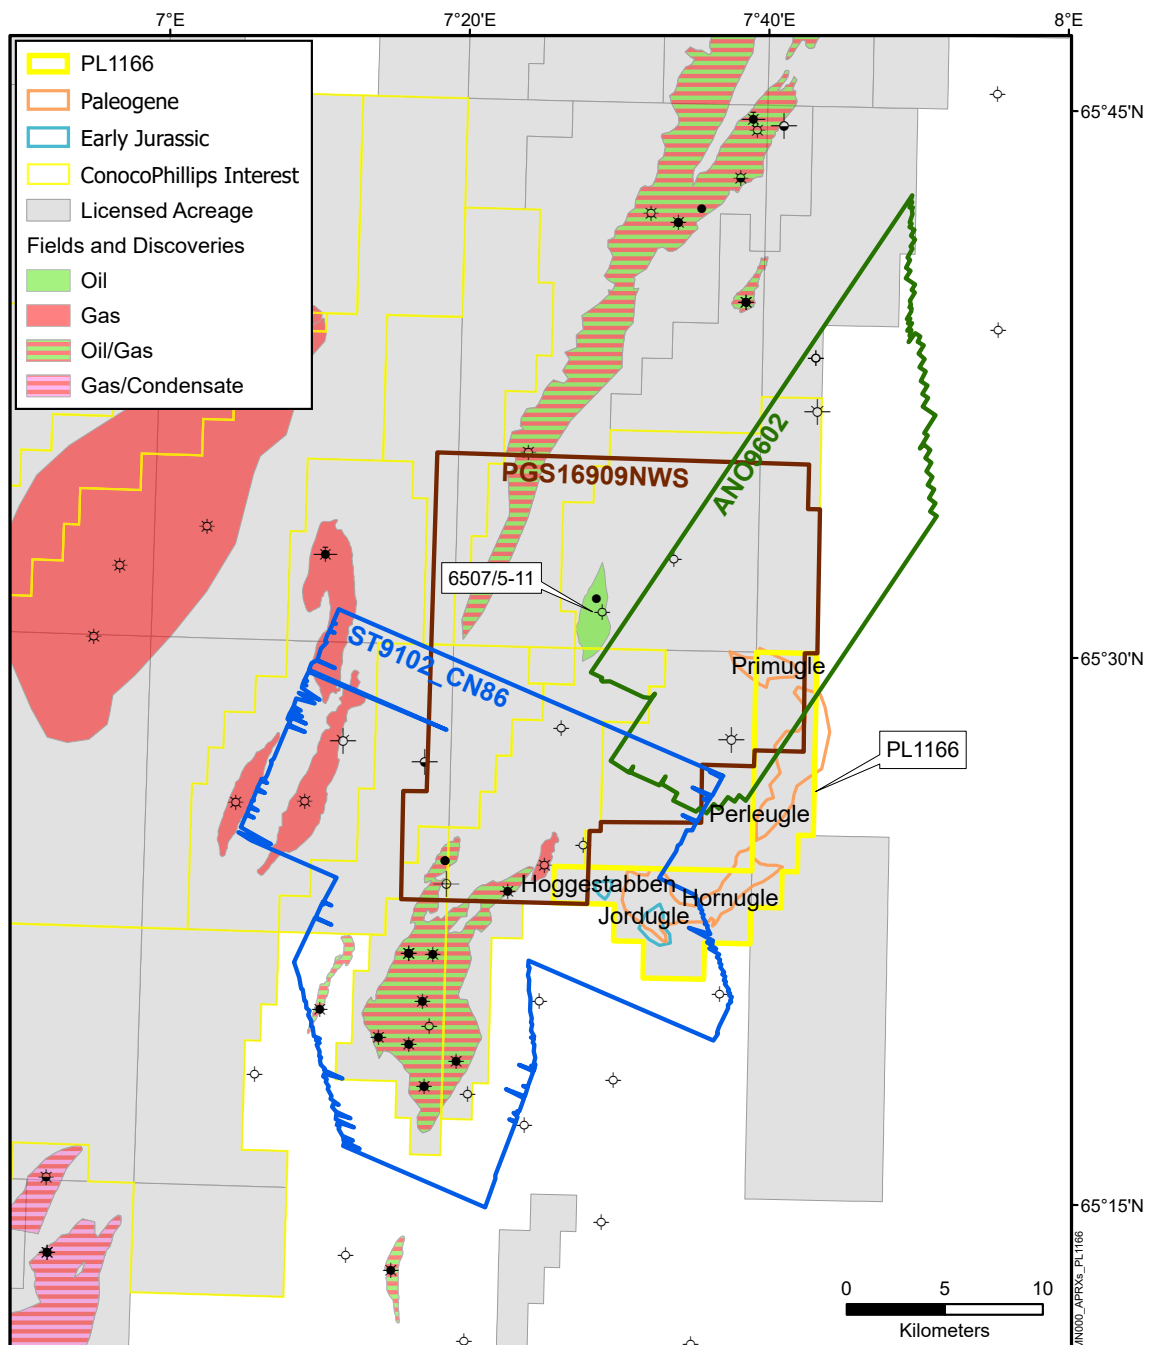 7°E
7°20'E
7°40'E
8°E
PL1166
Paleogene
Early Jurassic
ConocoPhillips Interest
Licensed Acreage
Fields and Discoveries
Oil
Gas
Oil/Gas
Gas/Condensate
65°45'N
PGS16909NWS
ANO9602
6507/5-11
ST9102_CN86
65°30'N
Primugle
PL1166
Perleugle
Hoggestabben
Hornugle
Jordugle
65°15'N
0 5 10
Kilometers
MN000_APRXs_PL1166